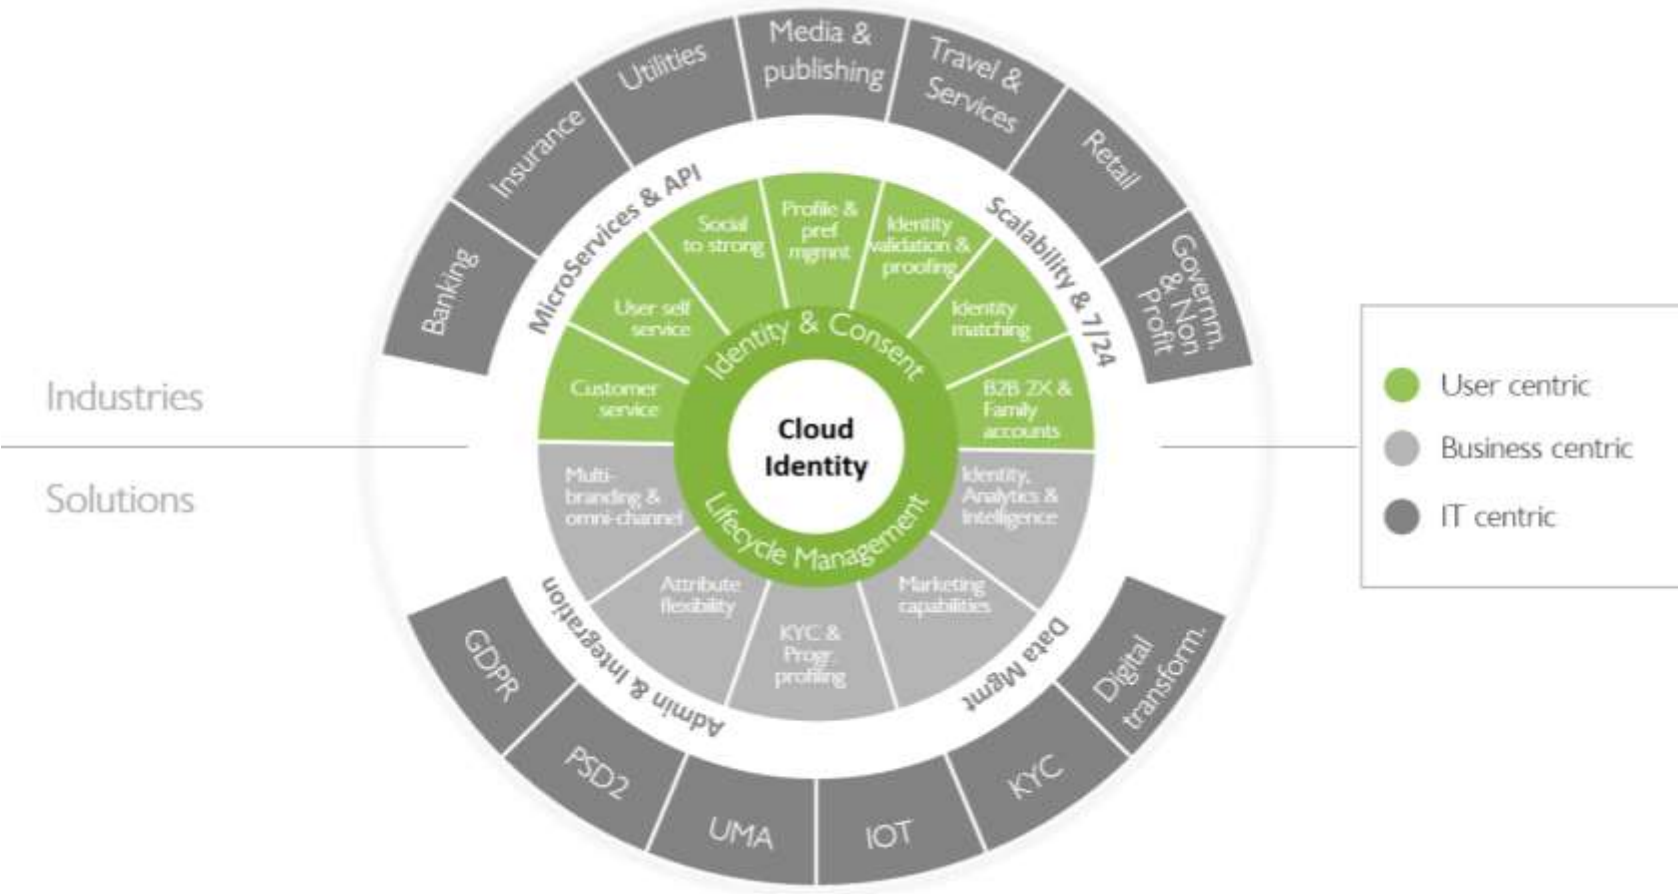 Banking
Insurance
Utilities
Media &
publishing
Travel &
Services
Retail
Governm.
& Non
Profit
MicroServices & API
Scalability & 7/24
Customer
service
User self
service
Social
to strong
Profile &
pref
mgmnt
Identity
validation &
proofing
Identity
matching
B2B 2X &
Family
accounts
Identity & Consent
Cloud
Identity
Lifecycle Management
Industries
Solutions
User centric
Business centric
IT centric
Multi-
branding &
omni-channel
Attribute
flexibility
KYC &
Progr.
profiling
Marketing
capabilities
Identity,
Analytics &
Intelligence
Admin & Integration
Data Mgmt
GDPR
PSD2
UMA
IOT
KYC
Digital
transform.